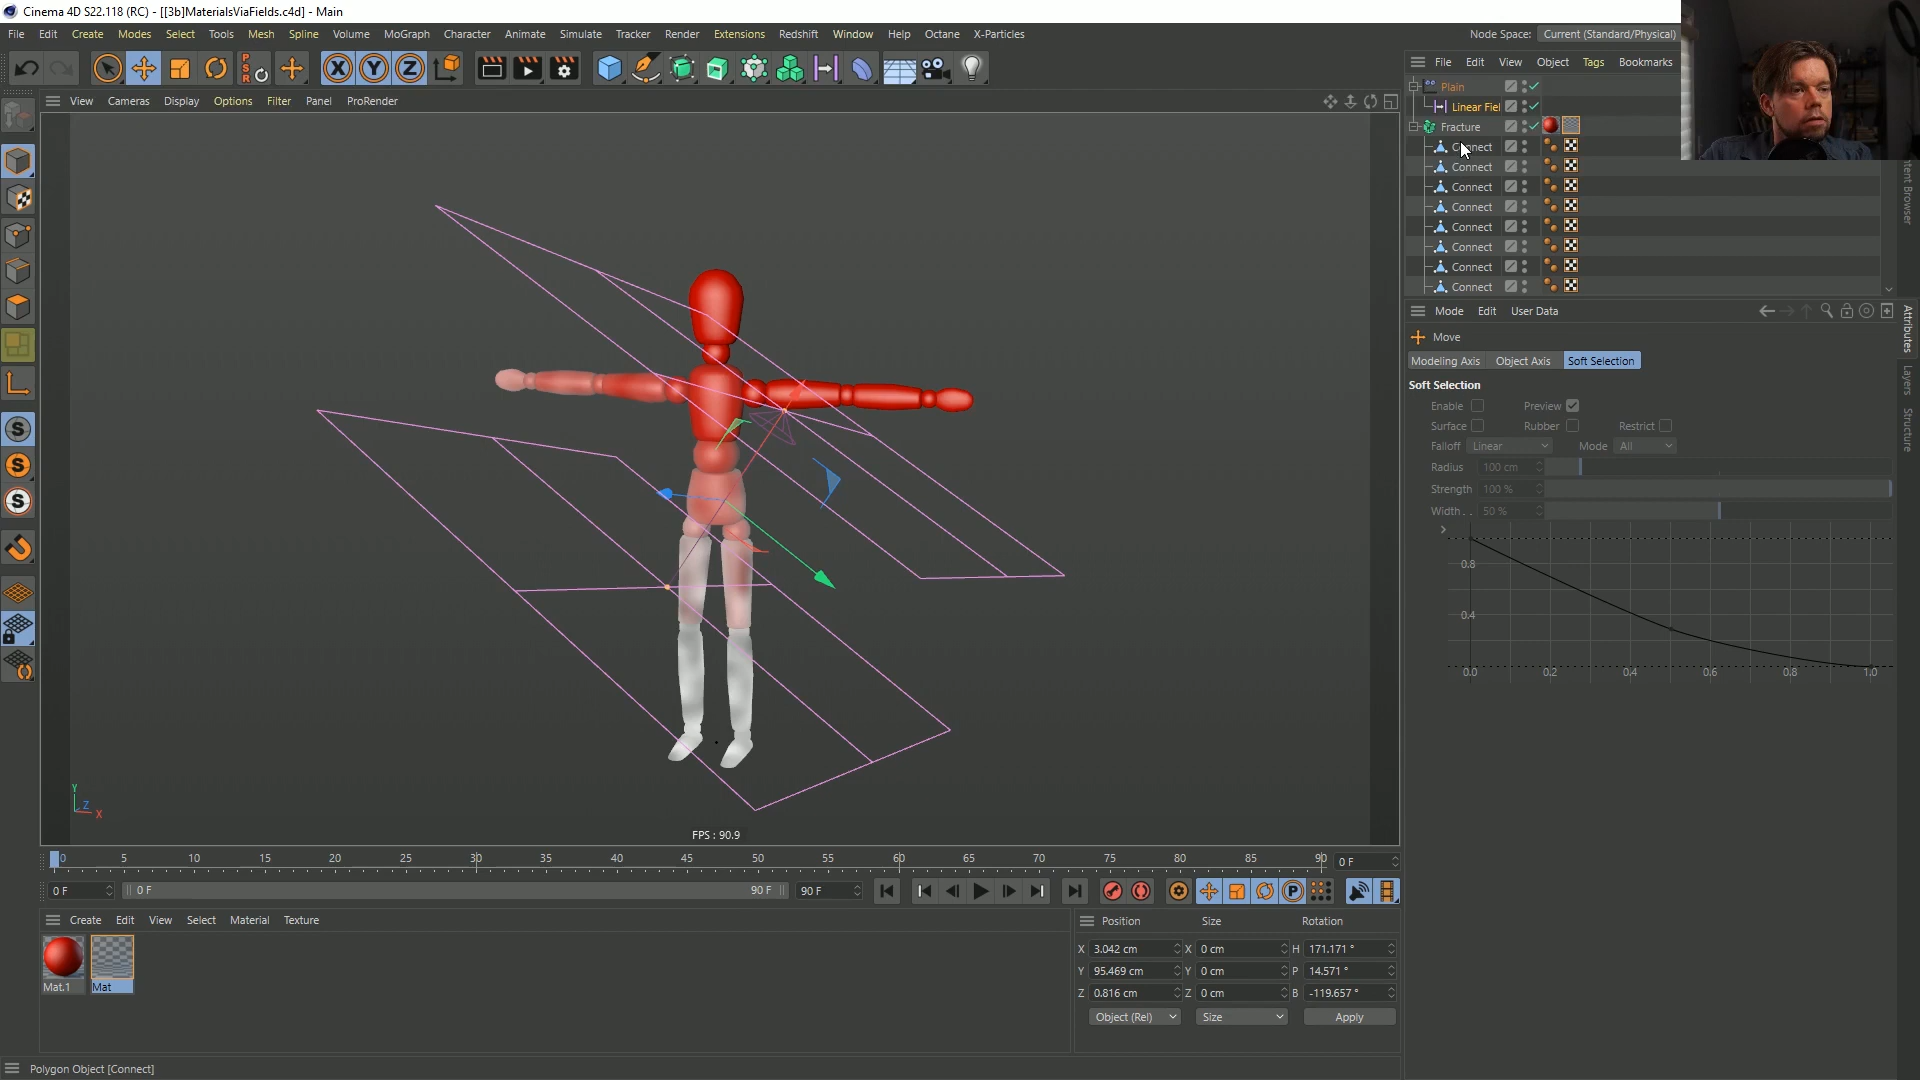 Cinema 4D S22.118 (RC) - [[3b]MaterialsViaFields.c4d] - Main
File Edit Create Modes Select Tools Mesh Spline Volume MoGraph Character Animate Simulate Tracker Render Extensions Redshift Window Help Octane X-Particles
Node Space: Current (Standard/Physical)
File Edit View Object Tags Bookmarks
View Cameras Display Options Filter Panel ProRender
Plain
Linear Fiel
Fracture
Connect
Connect
Connect
Connect
Connect
Connect
Connect
Connect
Mode Edit User Data
Move
Modeling Axis Object Axis Soft Selection
Soft Selection
Enable Preview
Surface Rubber Restrict
Falloff Linear Mode All
Radius 100 cm
Strength 100 %
Width . . 50 %
0.8
0.4
0.0 0.2 0.4 0.6 0.8 1.0
Attributes
Layers
Structure
Y
Z
X
FPS : 90.9
0 5 10 15 20 25 30 35 40 45 50 55 60 65 70 75 80 85 90 0 F
0 F 0 F 90 F 90 F
Create Edit View Select Material Texture
Mat.1 Mat
Position Size Rotation
X 3.042 cm X 0 cm H 171.171 °
Y 95.469 cm Y 0 cm P 14.571 °
Z 0.816 cm Z 0 cm B -119.657 °
Object (Rel) Size Apply
Polygon Object [Connect]